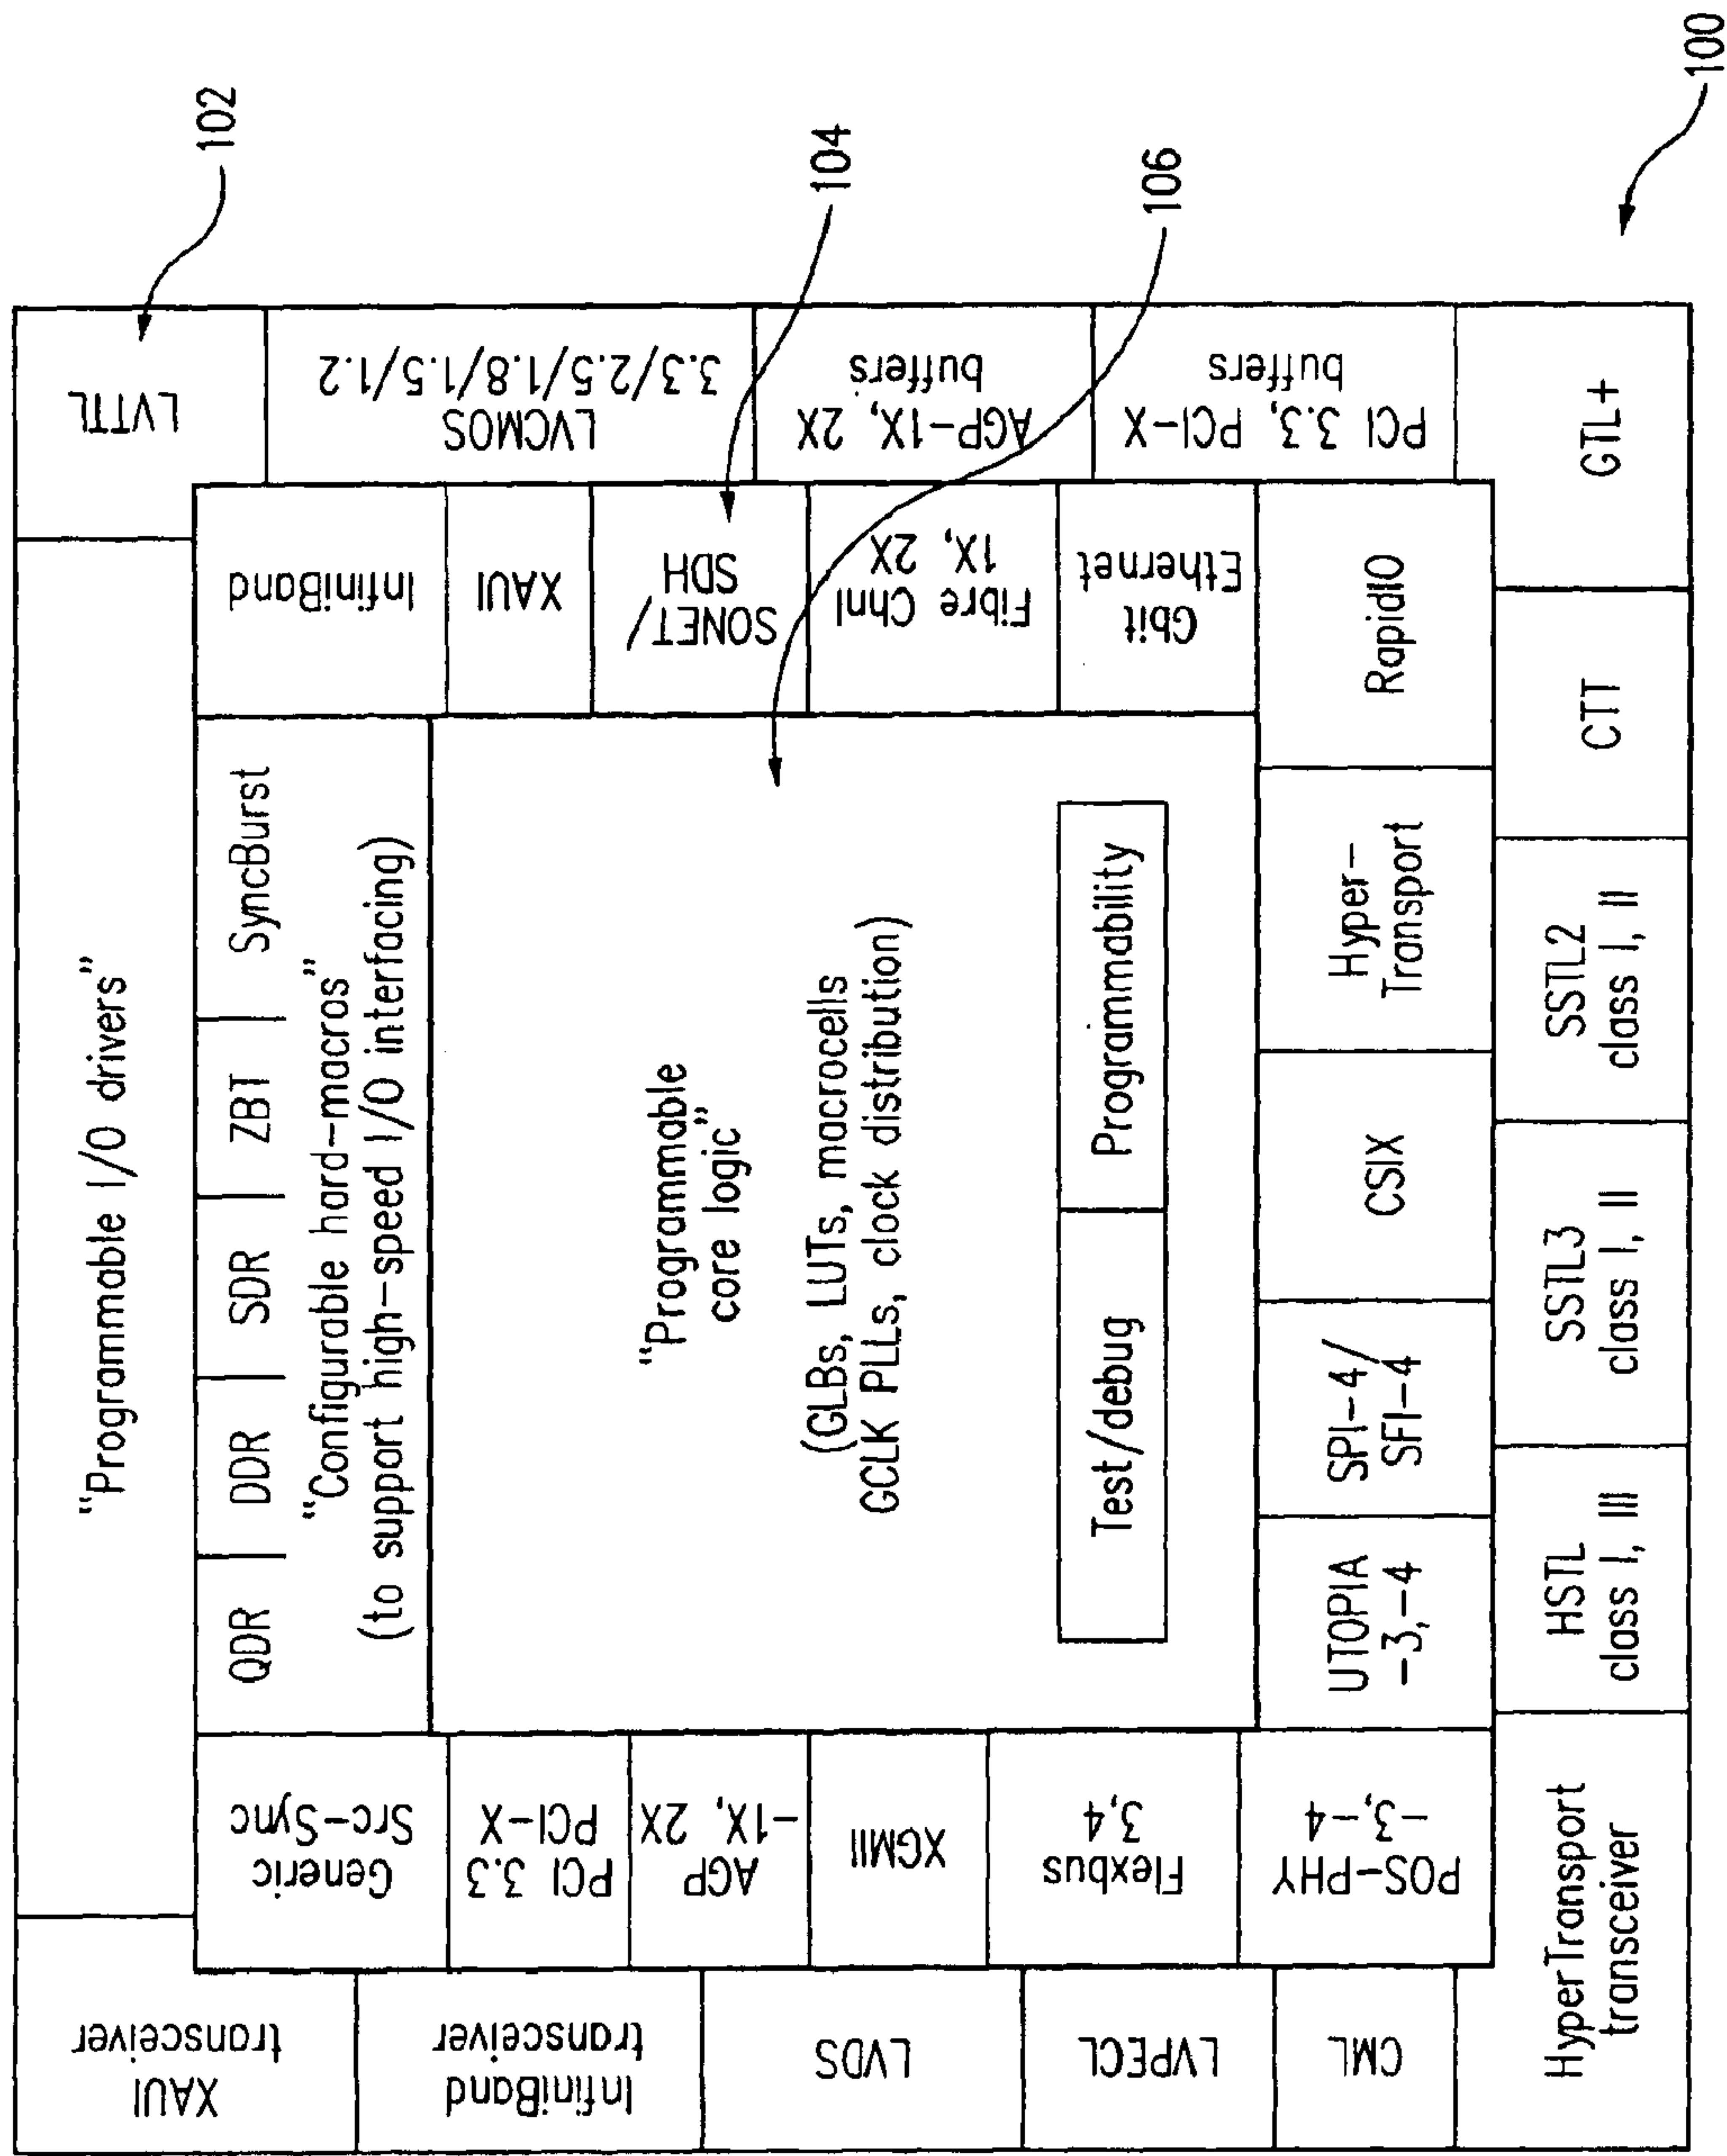 "Programmable I/O drivers"
LVTTL
XAUI
transceiver
InfiniBand
transceiver
LVDS
LVPECL
CML
HyperTransport
transceiver
HSTL
class I, III
SSTL3
class I, II
SSTL2
class I, II
CTT
GTL+
LVCMOS
3.3/2.5/1.8/1.5/1.2
AGP-1X, 2X
buffers
PCI 3.3, PCI-X
buffers
QDR
DDR
SDR
ZBT
SyncBurst
"Configurable hard-macros"
(to support high-speed I/O interfacing)
Generic
Src-Sync
PCI 3.3
PCI-X
AGP
-1X, 2X
XGMII
Flexbus
3,4
POS-PHY
-3,-4
UTOPIA
-3,-4
SPI-4/
SFI-4
CSIX
Hyper-
Transport
RapidIO
InfiniBand
XAUI
SONET/
SDH
Fibre Chnl
1X, 2X
Gbit
Ethernet
"Programmable
core logic"
(GLBs, LUTs, macrocells
GCLK PLLs, clock distribution)
Test/debug
Programmability
102
104
106
100